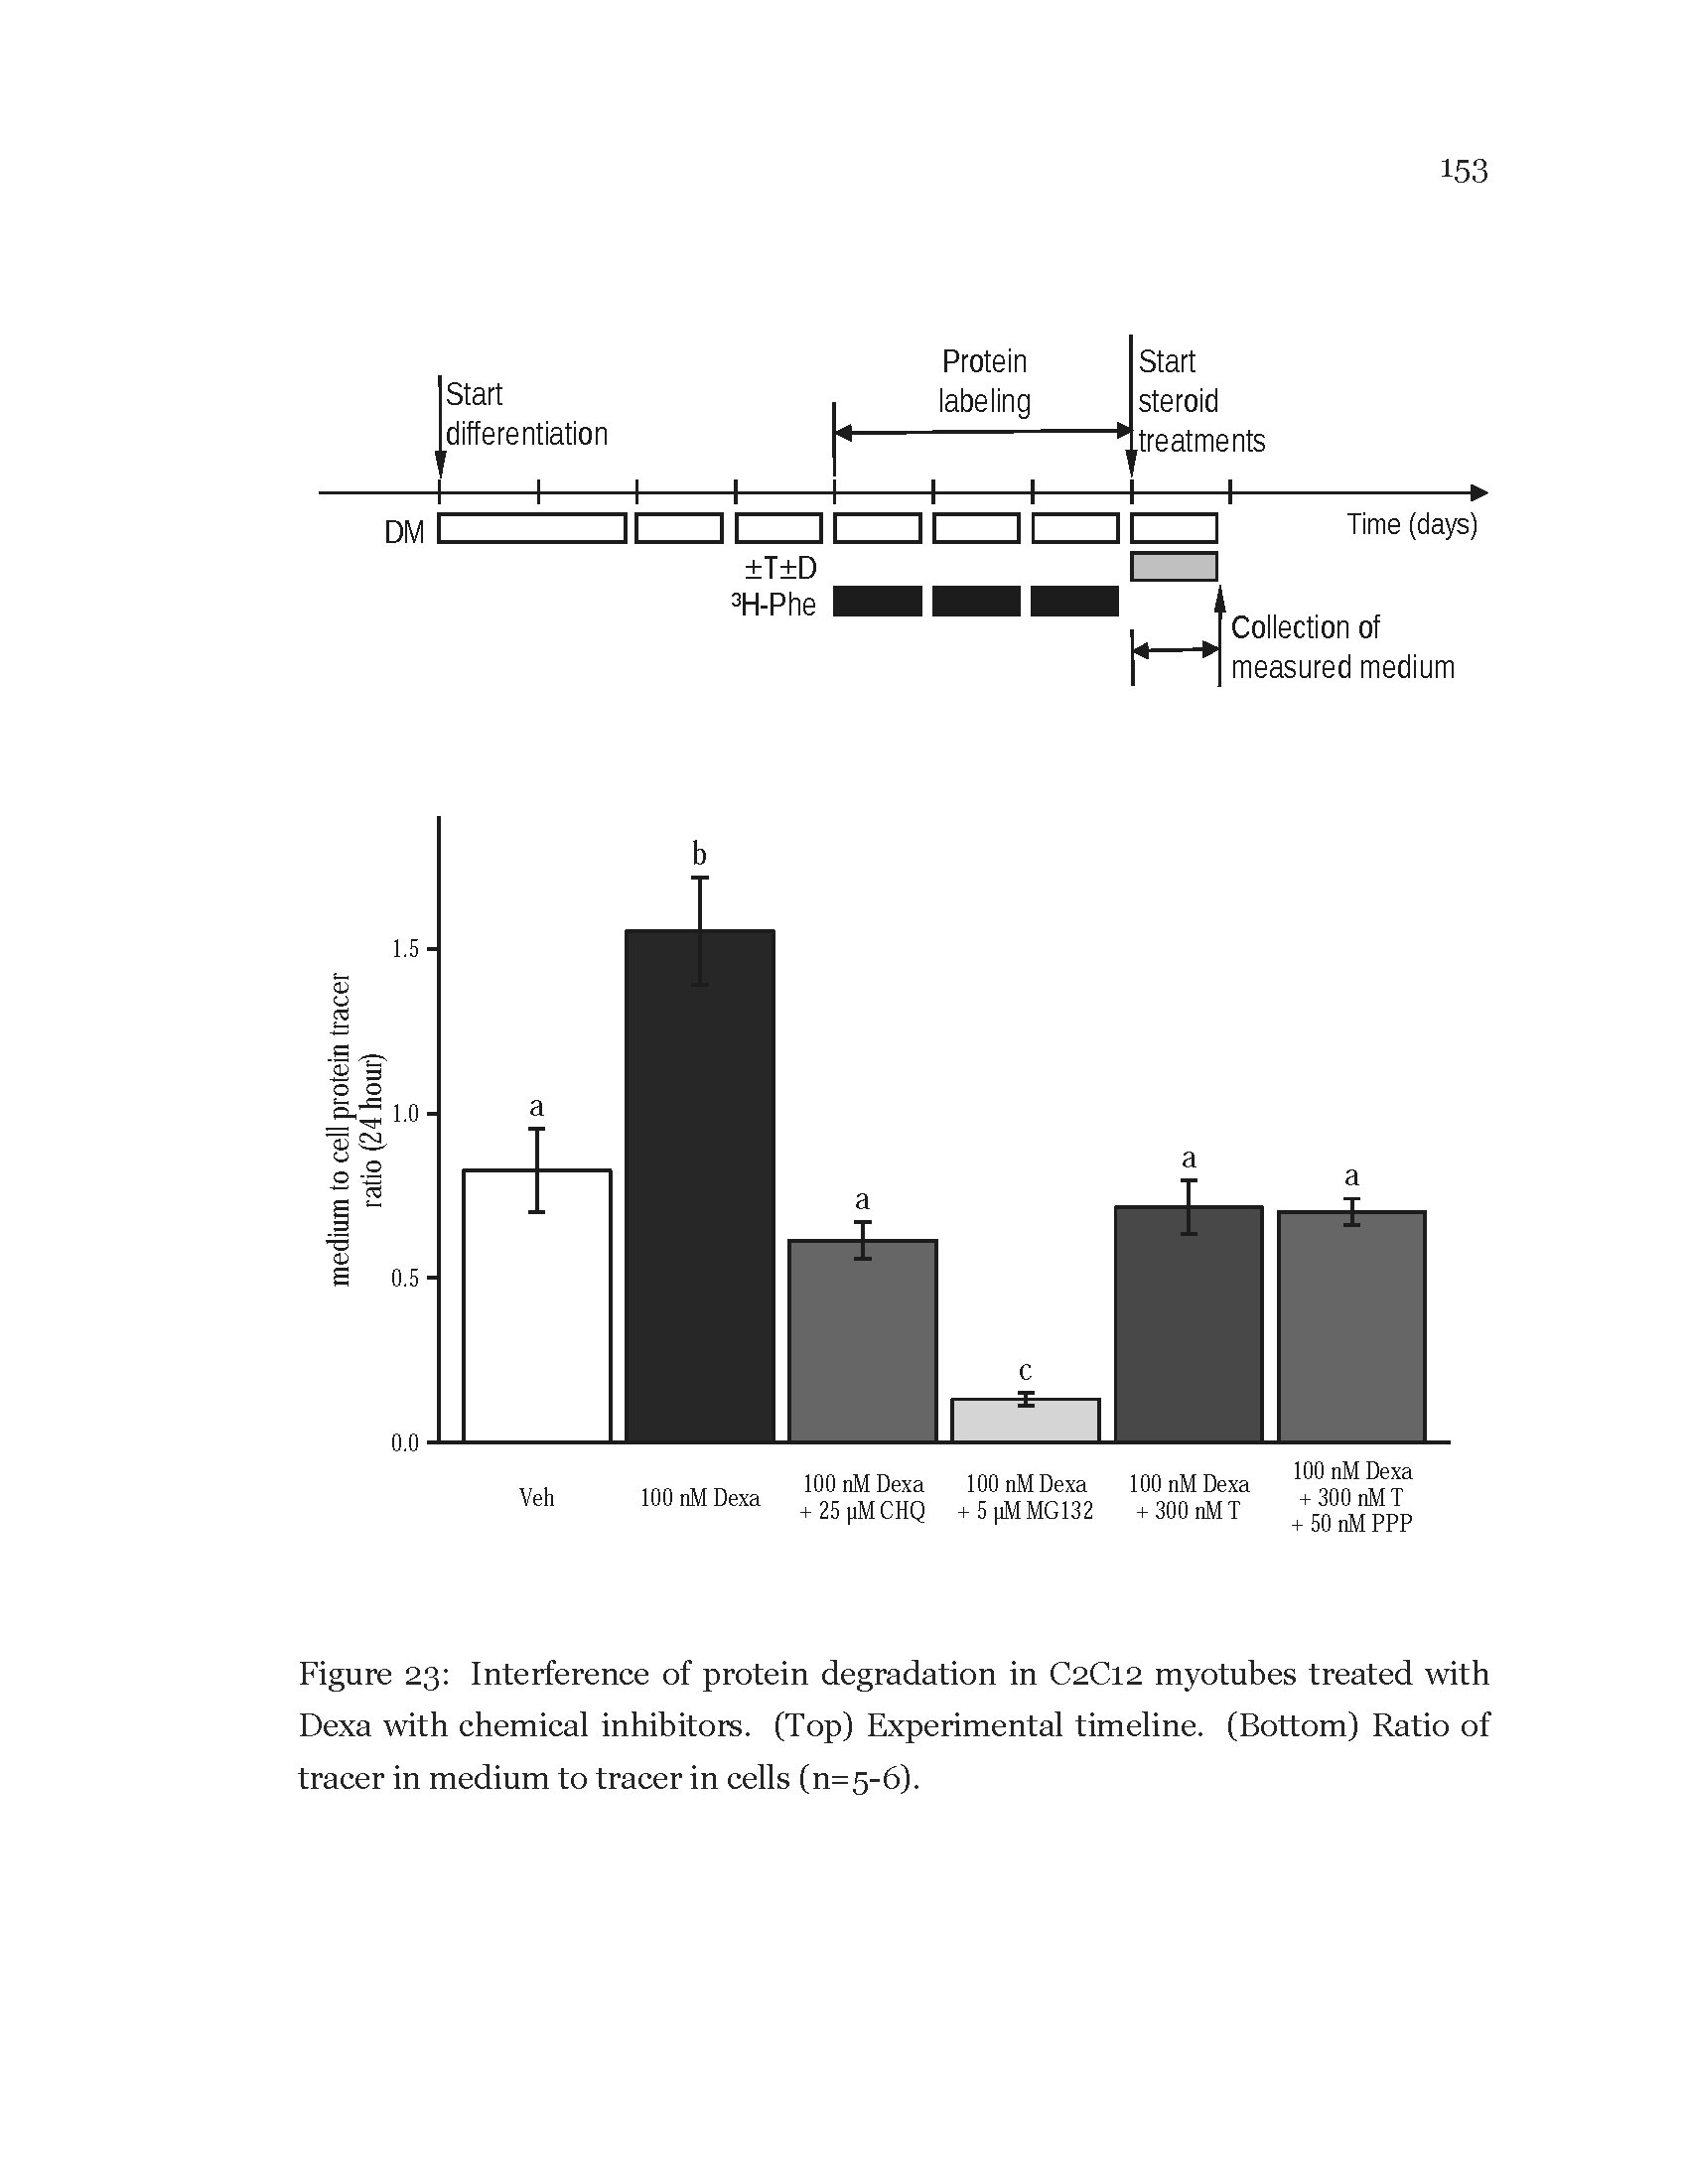 153
Start
differentiation
Protein
labeling
Start
steroid
treatments
DM
Time (days)
±T±D
³H-Phe
Collection of
measured medium
medium to cell protein tracer
ratio (24 hour)
1.5
1.0
0.5
0.0
a
b
a
c
a
a
Veh
100 nM Dexa
100 nM Dexa
+ 25 µM CHQ
100 nM Dexa
+ 5 µM MG132
100 nM Dexa
+ 300 nM T
100 nM Dexa
+ 300 nM T
+ 50 nM PPP
Figure 23: Interference of protein degradation in C2C12 myotubes treated with
Dexa with chemical inhibitors. (Top) Experimental timeline. (Bottom) Ratio of
tracer in medium to tracer in cells (n=5-6).